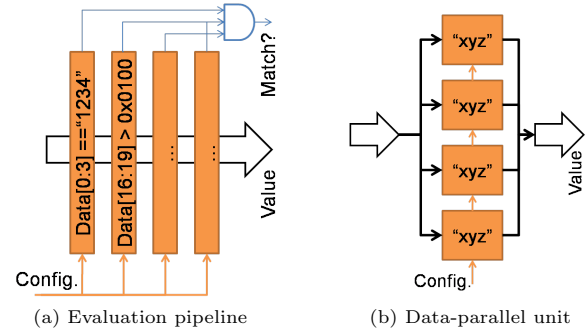 Data[0:3] =="1234"
Data[16:19] > 0x0100
...
...
Match?
Value
Config.
(a) Evaluation pipeline
"xyz"
"xyz"
"xyz"
"xyz"
Value
Config.
(b) Data-parallel unit